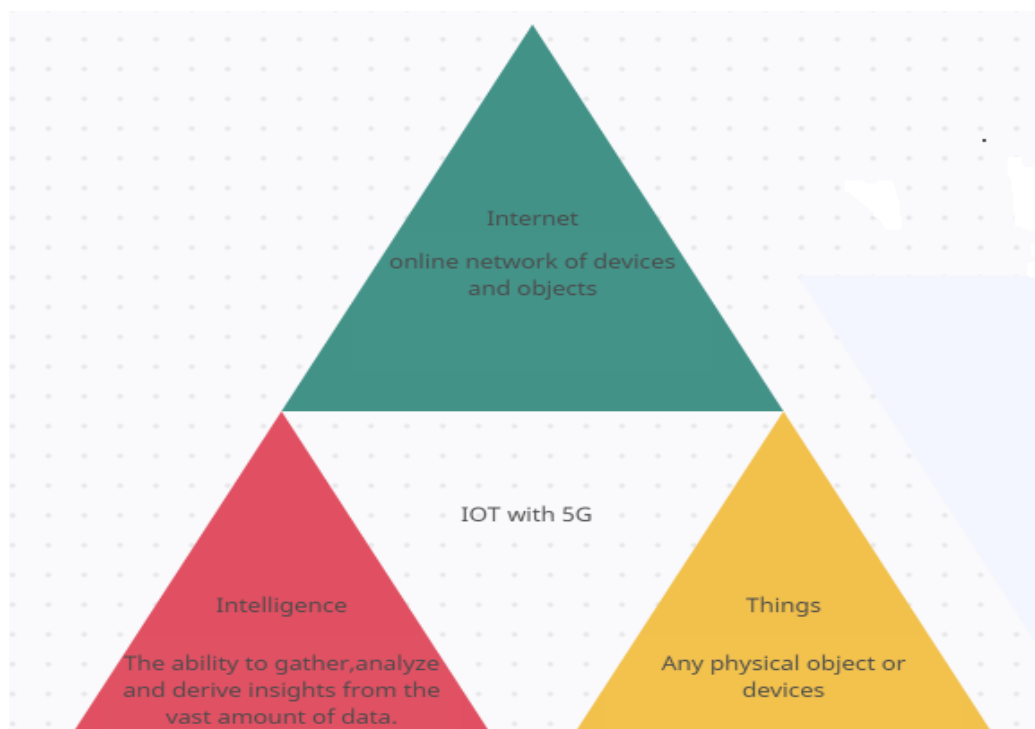 Internet
online network of devices
and objects
IOT with 5G
Intelligence
The ability to gather,analyze
and derive insights from the
vast amount of data.
Things
Any physical object or
devices